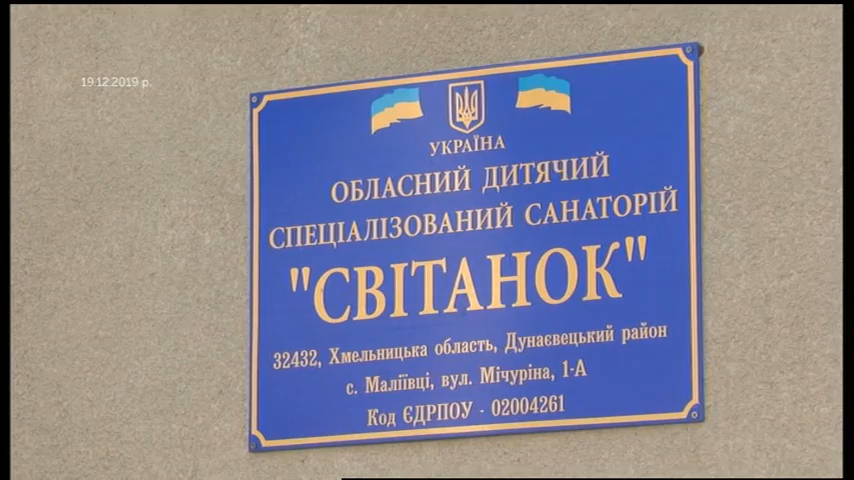 19.12.2019 р.
УКРАЇНА
ОБЛАСНИЙ ДИТЯЧИЙ
СПЕЦІАЛІЗОВАНИЙ САНАТОРІЙ
"СВІТАНОК"
32432, Хмельницька область, Дунаєвецький район
с. Маліївці, вул. Мічуріна, 1-А
Код ЄДРПОУ - 02004261